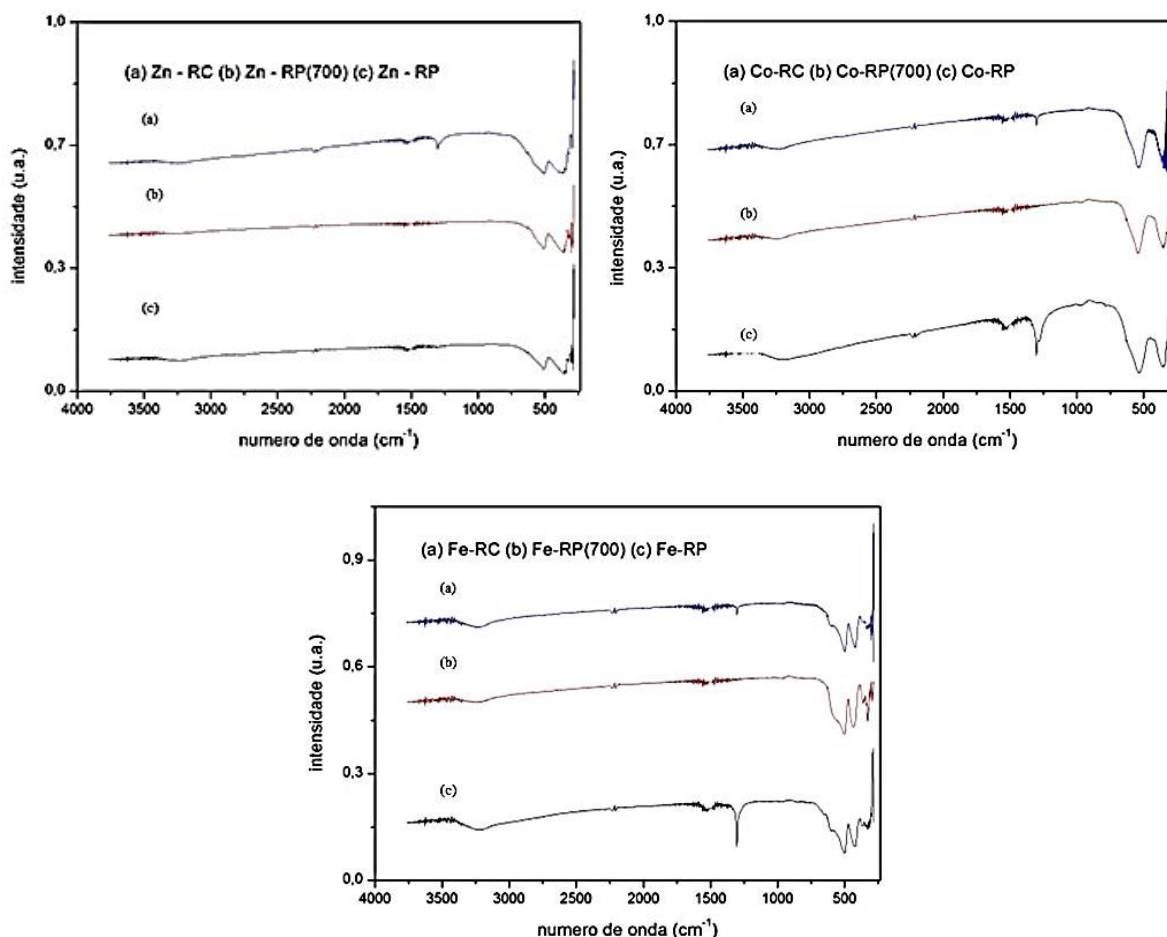 1,0
(a) Zn - RC (b) Zn - RP(700) (c) Zn - RP
(a)
0,7
(b)
0,3
(c)
0,0
4000 3500 3000 2500 2000 1500 1000 500
numero de onda (cm⁻¹)
intensidade (u.a.)
1,0
(a) Co-RC (b) Co-RP(700) (c) Co-RP
(a)
0,7
(b)
0,3
(c)
0,0
4000 3500 3000 2500 2000 1500 1000 500
numero de onda (cm⁻¹)
intensidade (u.a.)
(a) Fe-RC (b) Fe-RP(700) (c) Fe-RP
0,9
(a)
(b)
0,6
0,3
(c)
0,0
4000 3500 3000 2500 2000 1500 1000 500
numero de onda (cm⁻¹)
intensidade (u.a.)